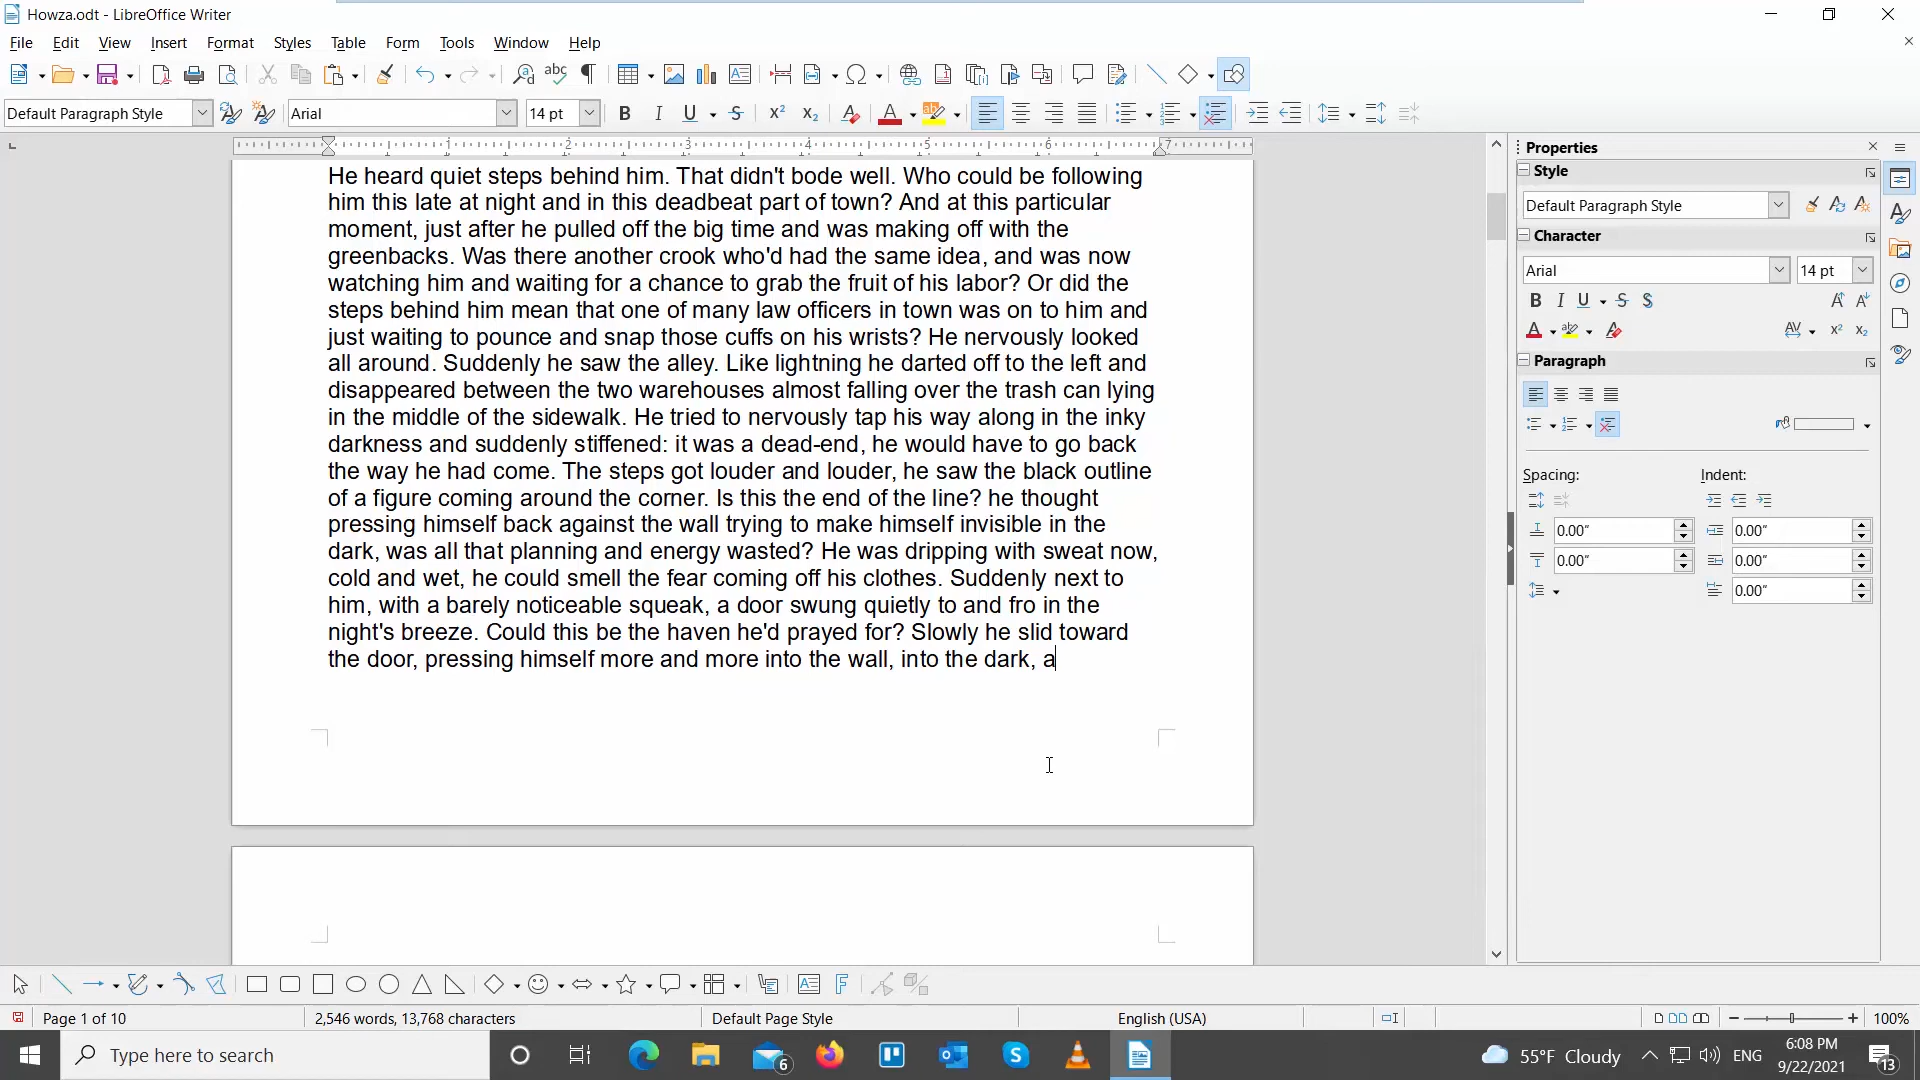 Howza.odt - LibreOffice Writer
File Edit View Insert Format Styles Table Form Tools Window Help
Default Paragraph Style Arial 14 pt
1 2 3 4 5 6 7
He heard quiet steps behind him. That didn't bode well. Who could be following
him this late at night and in this deadbeat part of town? And at this particular
moment, just after he pulled off the big time and was making off with the
greenbacks. Was there another crook who'd had the same idea, and was now
watching him and waiting for a chance to grab the fruit of his labor? Or did the
steps behind him mean that one of many law officers in town was on to him and
just waiting to pounce and snap those cuffs on his wrists? He nervously looked
all around. Suddenly he saw the alley. Like lightning he darted off to the left and
disappeared between the two warehouses almost falling over the trash can lying
in the middle of the sidewalk. He tried to nervously tap his way along in the inky
darkness and suddenly stiffened: it was a dead-end, he would have to go back
the way he had come. The steps got louder and louder, he saw the black outline
of a figure coming around the corner. Is this the end of the line? he thought
pressing himself back against the wall trying to make himself invisible in the
dark, was all that planning and energy wasted? He was dripping with sweat now,
cold and wet, he could smell the fear coming off his clothes. Suddenly next to
him, with a barely noticeable squeak, a door swung quietly to and fro in the
night's breeze. Could this be the haven he'd prayed for? Slowly he slid toward
the door, pressing himself more and more into the wall, into the dark, a
Properties
Style
Default Paragraph Style
Character
Arial 14 pt
Paragraph
Spacing: Indent:
0.00" 0.00"
0.00" 0.00"
0.00"
Page 1 of 10 2,546 words, 13,768 characters Default Page Style English (USA) 100%
Type here to search
6
55°F Cloudy ENG
6:08 PM
9/22/2021
13